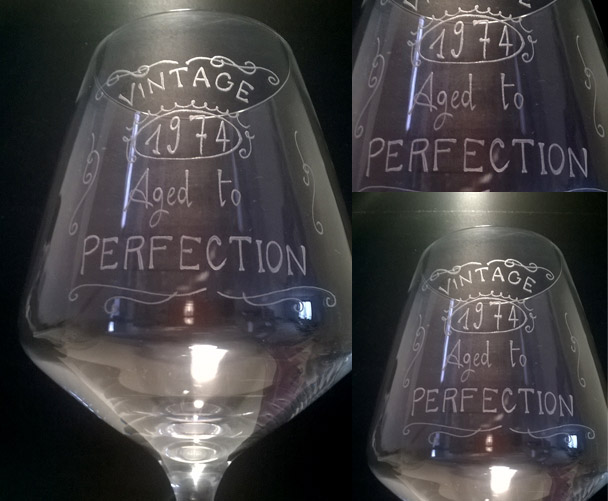 VINTAGE
1974
Aged to
PERFECTION
1974
Aged to
PERFECTION
VINTAGE
1974
Aged to
PERFECTION